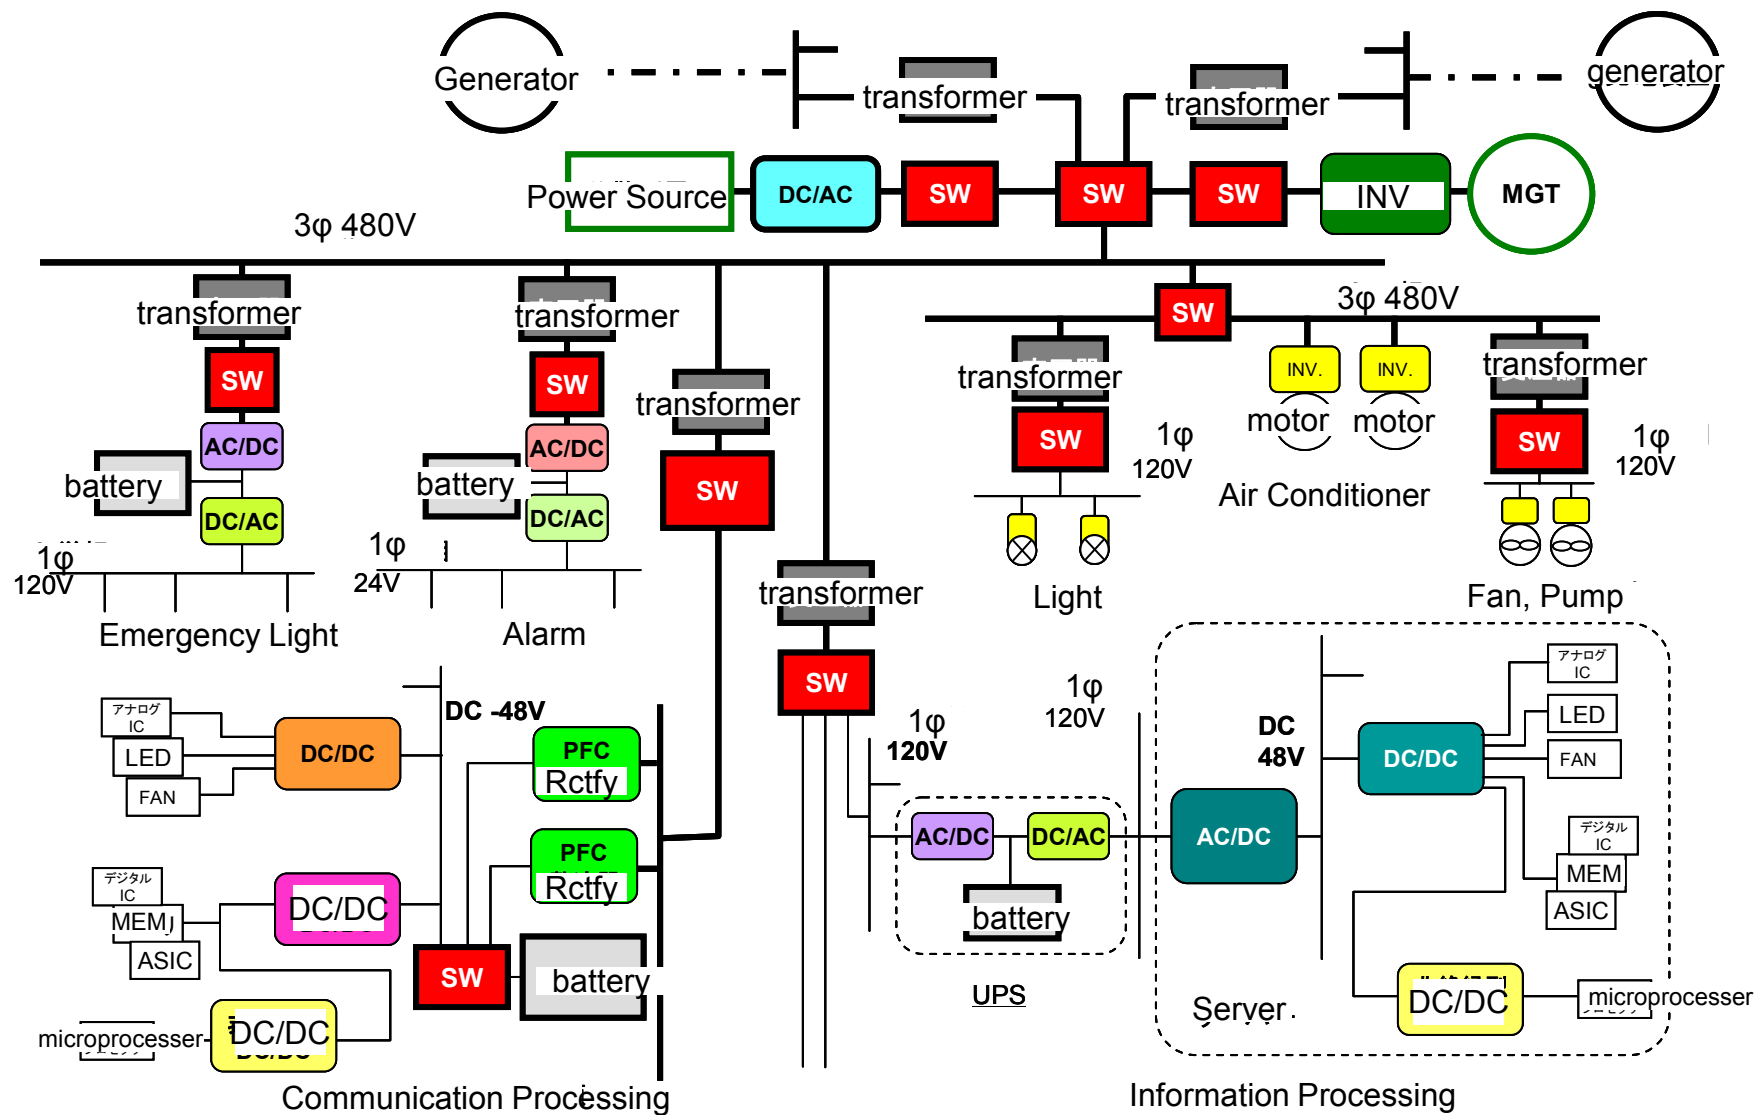 Generator
generator
transformer
transformer
Power Source
DC/AC
SW
SW
SW
INV
MGT
3φ 480V
transformer
transformer
SW
3φ 480V
SW
SW
transformer
transformer
INV.
INV.
transformer
motor
motor
AC/DC
AC/DC
SW
1φ
120V
SW
1φ
120V
battery
battery
SW
Air Conditioner
DC/AC
DC/AC
1φ
120V
1φ
24V
transformer
Light
Fan, Pump
Emergency Light
Alarm
SW
アナログ
IC
LED
FAN
DC/DC
DC -48V
PFC
Rctfy
1φ
120V
1φ
120V
DC
48V
DC/DC
アナログ
IC
LED
FAN
PFC
Rctfy
AC/DC
DC/AC
AC/DC
デジタル
IC
MEM
ASIC
デジタル
IC
MEM
ASIC
DC/DC
battery
SW
battery
UPS
Server
DC/DC
microprocesser
microprocesser
DC/DC
Communication Processing
Information Processing